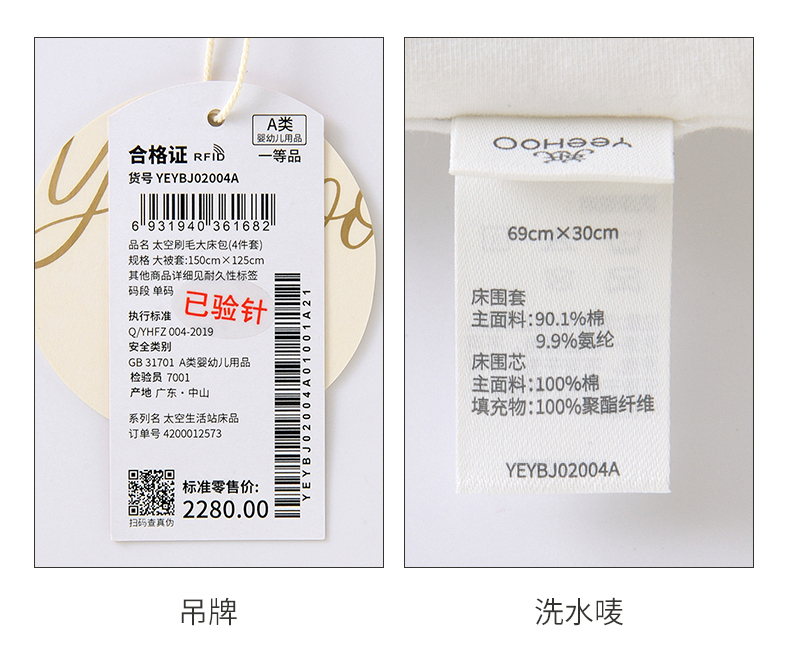 A类
婴幼儿用品
合格证 RFID
一等品
货号 YEYBJ02004A
6 931940 361682
品名 太空刷毛大床包(4件套)
规格 大被套:150cm×125cm
其他商品详细见耐久性标签
码段 单码
已验针
执行标准
Q/YHFZ 004-2019
安全类别
GB 31701 A类婴幼儿用品
检验员 7001
产地 广东·中山
系列名 太空生活站床品
订单号 4200012573
标准零售价:
2280.00
扫码查真伪
YEYBJ02004A01001A21
吊牌
YeeHOO
69cm×30cm
床围套
主面料:90.1%棉
9.9%氨纶
床围芯
主面料:100%棉
填充物:100%聚酯纤维
YEYBJ02004A
洗水唛